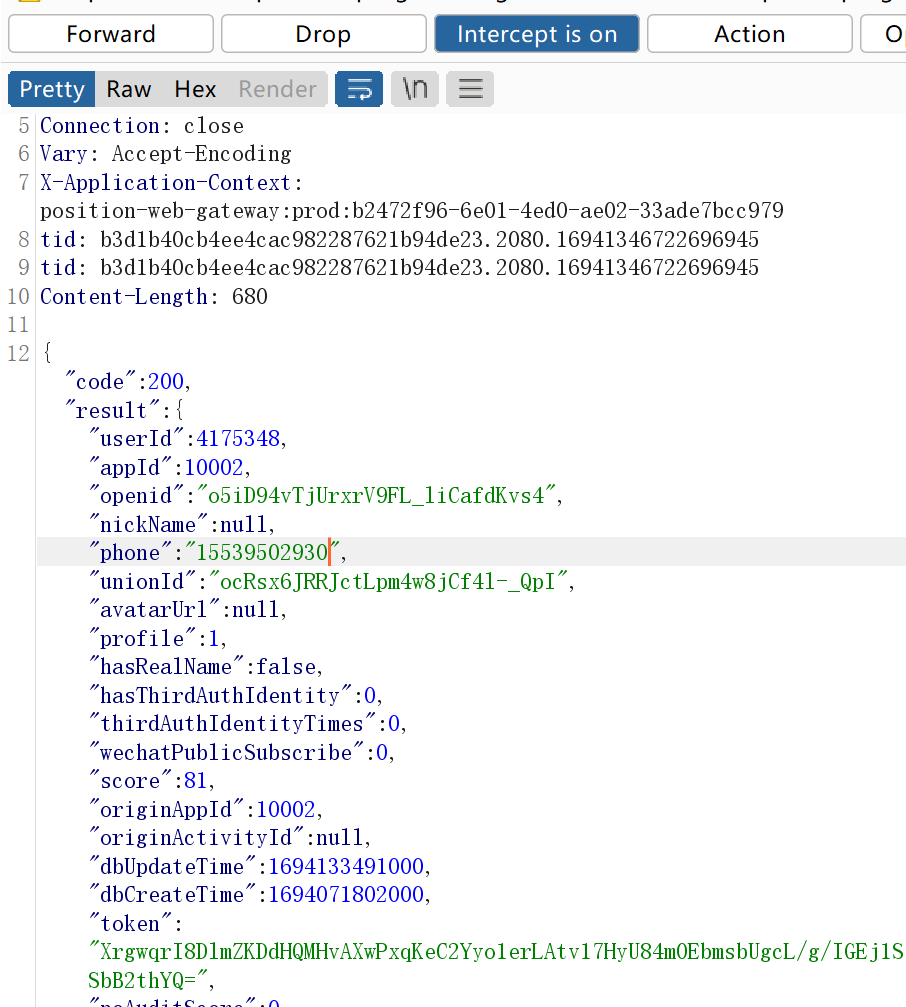 Forward Drop Intercept is on Action
Pretty Raw Hex Render \n
5 Connection: close
6 Vary: Accept-Encoding
7 X-Application-Context:
position-web-gateway:prod:b2472f96-6e01-4ed0-ae02-33ade7bcc979
8 tid: b3d1b40cb4ee4cac982287621b94de23.2080.16941346722696945
9 tid: b3d1b40cb4ee4cac982287621b94de23.2080.16941346722696945
10 Content-Length: 680
11
12 {
"code":200,
"result":{
"userId":4175348,
"appId":10002,
"openid":"o5iD94vTjUrxrV9FL_liCafdKvs4",
"nickName":null,
"phone":"15539502930",
"unionId":"ocRsx6JRRJctLpm4w8jCf4l-_QpI",
"avatarUrl":null,
"profile":1,
"hasRealName":false,
"hasThirdAuthIdentity":0,
"thirdAuthIdentityTimes":0,
"wechatPublicSubscribe":0,
"score":81,
"originAppId":10002,
"originActivityId":null,
"dbUpdateTime":1694133491000,
"dbCreateTime":1694071802000,
"token":
"XrgwqrI8DlmZKDdHQMHvAXwPxqKeC2YyolerLAtvl7HyU84m0EbmsbUgcL/g/IGEjlS
SbB2thYQ=",